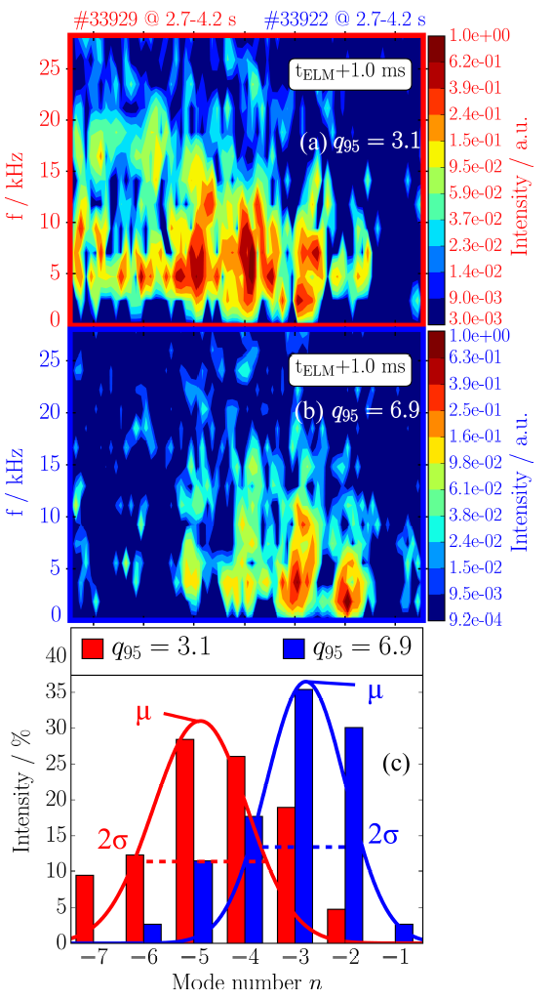 #33929 @ 2.7-4.2 s #33922 @ 2.7-4.2 s
25
20
15
10
5
0
f / kHz
t_ELM+1.0 ms
(a) q_95 = 3.1
1.0e+00
6.2e-01
3.9e-01
2.4e-01
1.5e-01
9.5e-02
5.9e-02
3.7e-02
2.3e-02
1.4e-02
9.0e-03
3.0e-03
Intensity / a.u.
25
20
15
10
5
0
f / kHz
t_ELM+1.0 ms
(b) q_95 = 6.9
1.0e+00
6.3e-01
3.9e-01
2.5e-01
1.6e-01
9.8e-02
6.1e-02
3.8e-02
2.4e-02
1.5e-02
9.5e-03
9.2e-04
Intensity / a.u.
q_95 = 3.1 q_95 = 6.9
40
35
30
25
20
15
10
5
0
Intensity / %
μ
μ
(c)
2σ
2σ
−7 −6 −5 −4 −3 −2 −1
Mode number n